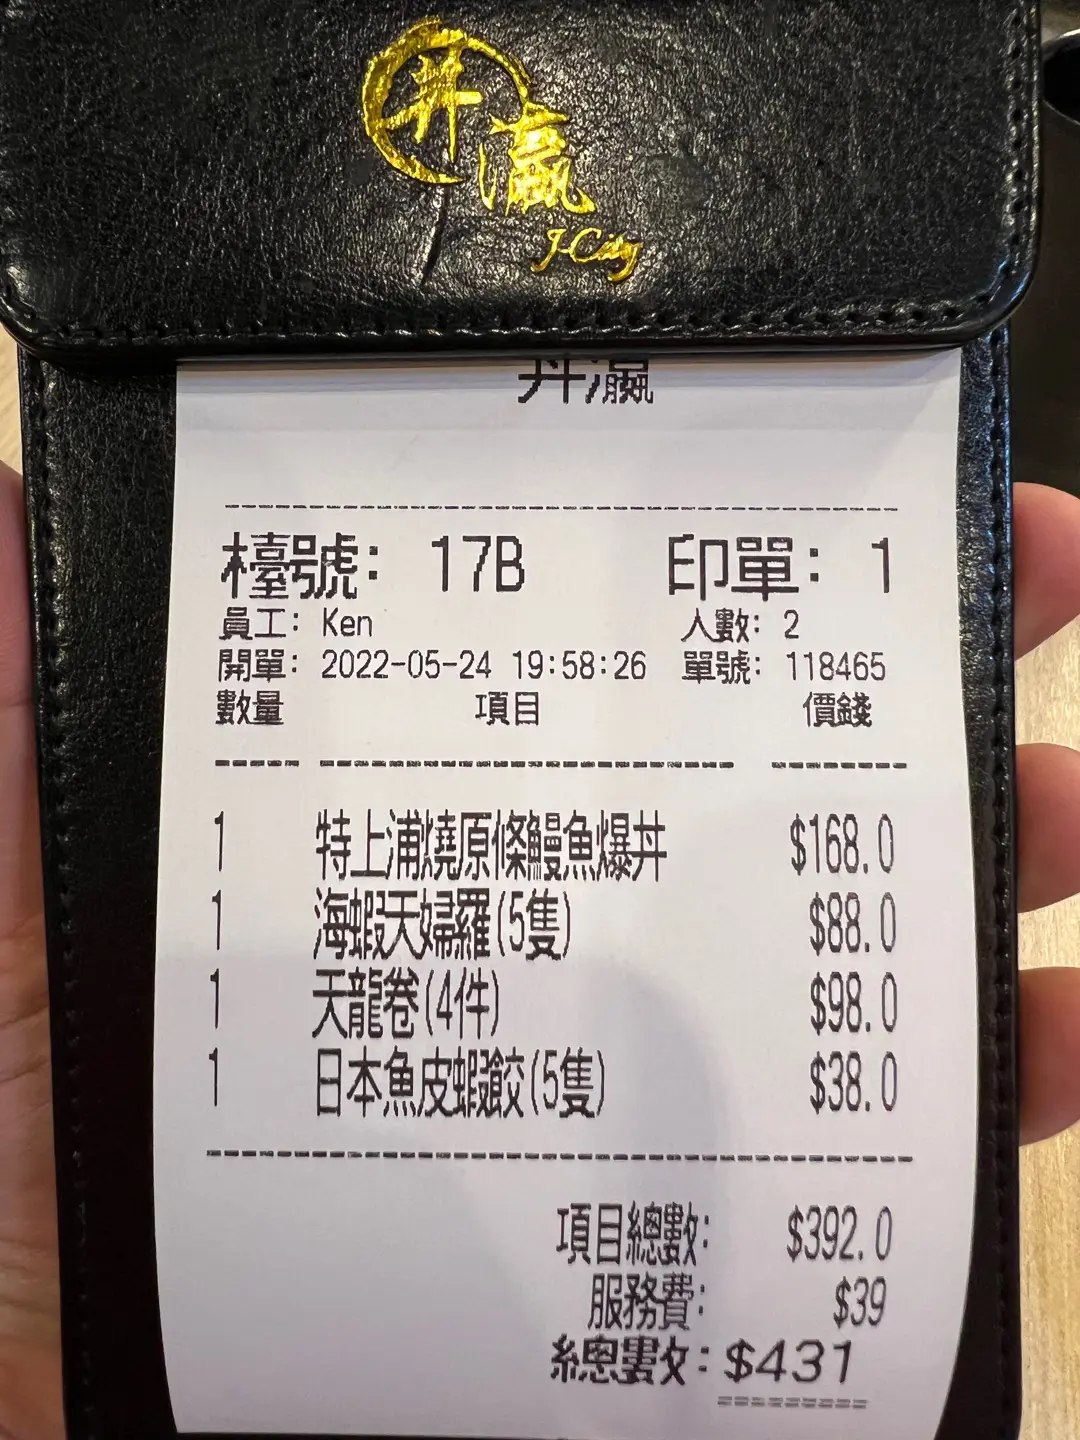 丼瀛
J-City
丼瀛
檯號: 17B 印單: 1
員工: Ken 人數: 2
開單: 2022-05-24 19:58:26 單號: 118465
數量 項目 價錢
1 特上浦燒原條鰻魚爆丼 $168.0
1 海蝦天婦羅(5隻) $88.0
1 天龍卷(4件) $98.0
1 日本魚皮蝦餃(5隻) $38.0
項目總數: $392.0
服務費: $39
總數: $431